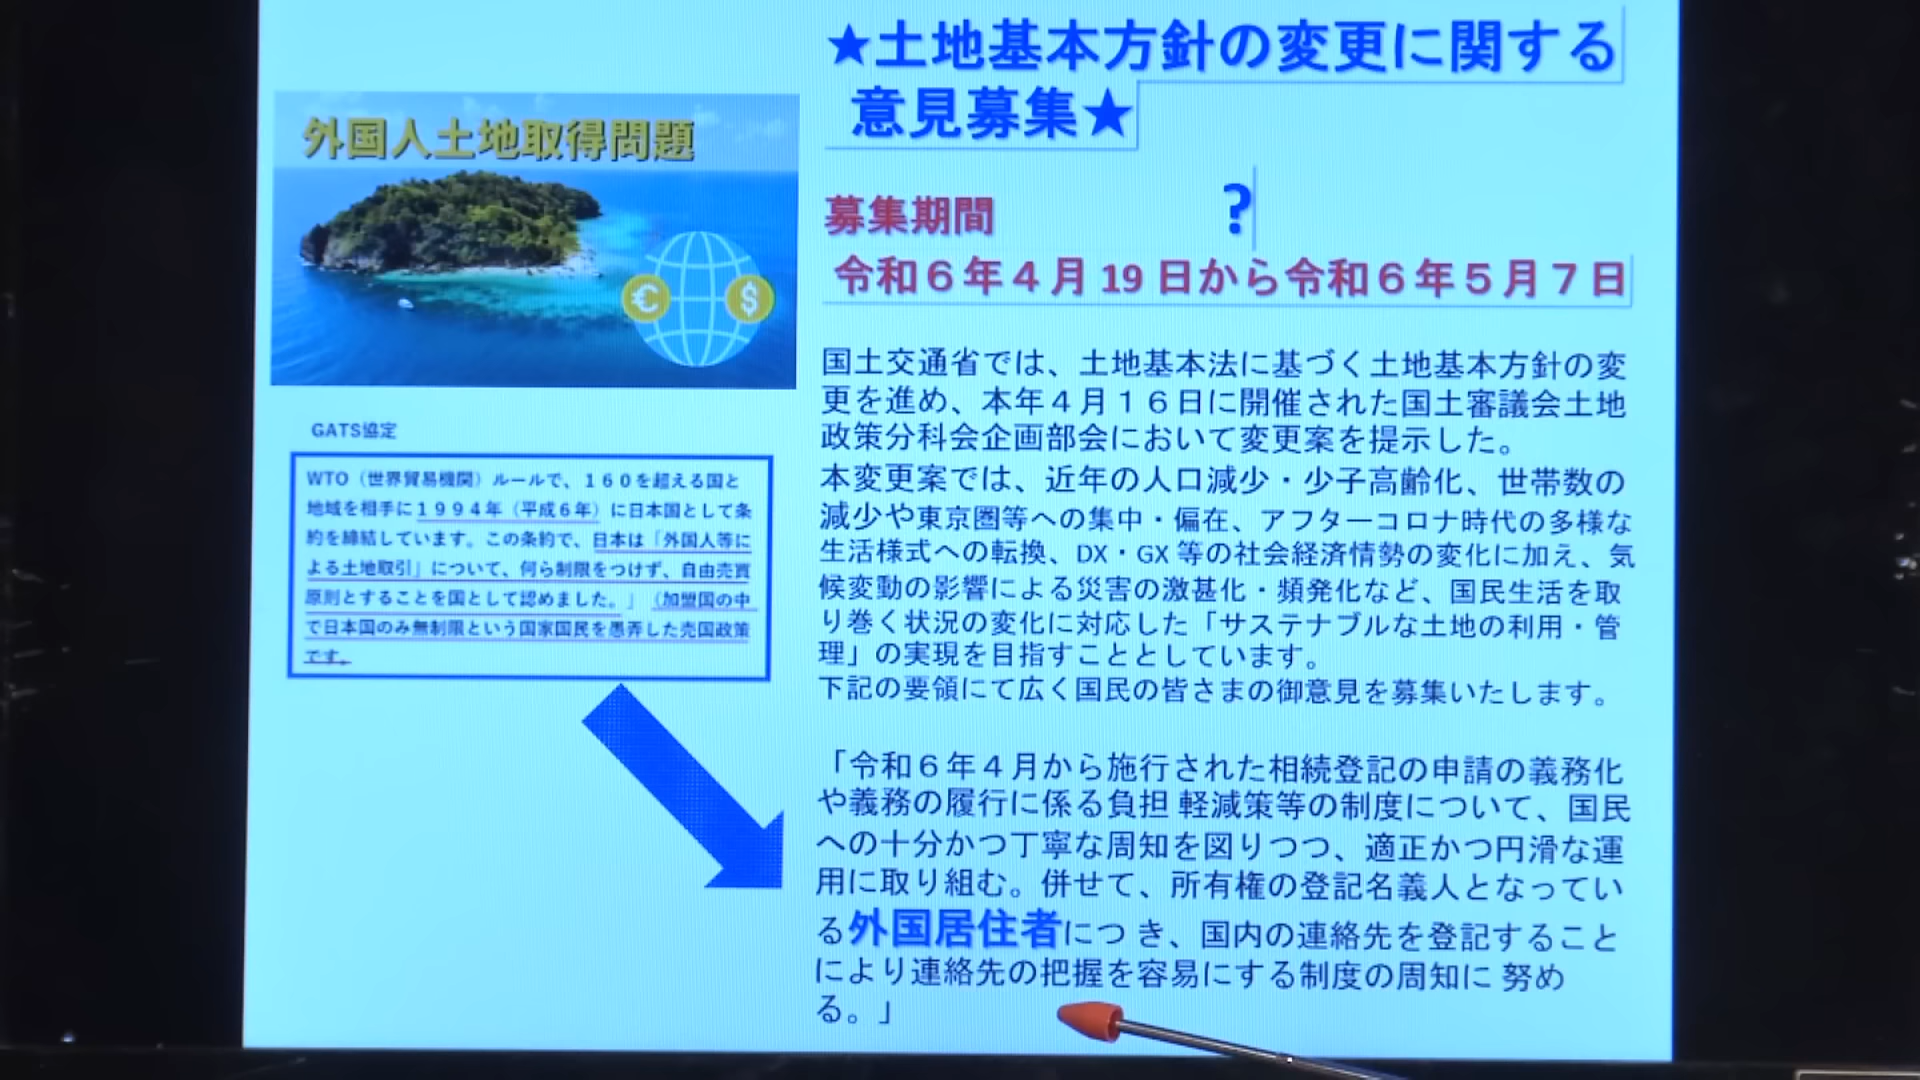 ★土地基本方針の変更に関する
意見募集★
外国人土地取得問題
€
$
GATS協定
WTO（世界貿易機関）ルールで、１６０を超える国と
地域を相手に１９９４年（平成６年）に日本国として条
約を締結しています。この条約で、日本は「外国人等に
よる土地取引」について、何ら制限をつけず、自由売買
原則とすることを国として認めました。」（加盟国の中
で日本国のみ無制限という国家国民を愚弄した売国政策
です。
募集期間
?
令和６年４月19日から令和６年５月７日
国土交通省では、土地基本法に基づく土地基本方針の変
更を進め、本年４月１６日に開催された国土審議会土地
政策分科会企画部会において変更案を提示した。
本変更案では、近年の人口減少・少子高齢化、世帯数の
減少や東京圏等への集中・偏在、アフターコロナ時代の多様な
生活様式への転換、DX・GX 等の社会経済情勢の変化に加え、気
候変動の影響による災害の激甚化・頻発化など、国民生活を取
り巻く状況の変化に対応した「サステナブルな土地の利用・管
理」の実現を目指すこととしています。
下記の要領にて広く国民の皆さまの御意見を募集いたします。
「令和６年４月から施行された相続登記の申請の義務化
や義務の履行に係る負担 軽減策等の制度について、国民
への十分かつ丁寧な周知を図りつつ、適正かつ円滑な運
用に取り組む。併せて、所有権の登記名義人となってい
る外国居住者につ き、国内の連絡先を登記すること
により連絡先の把握を容易にする制度の周知に 努め
る。」